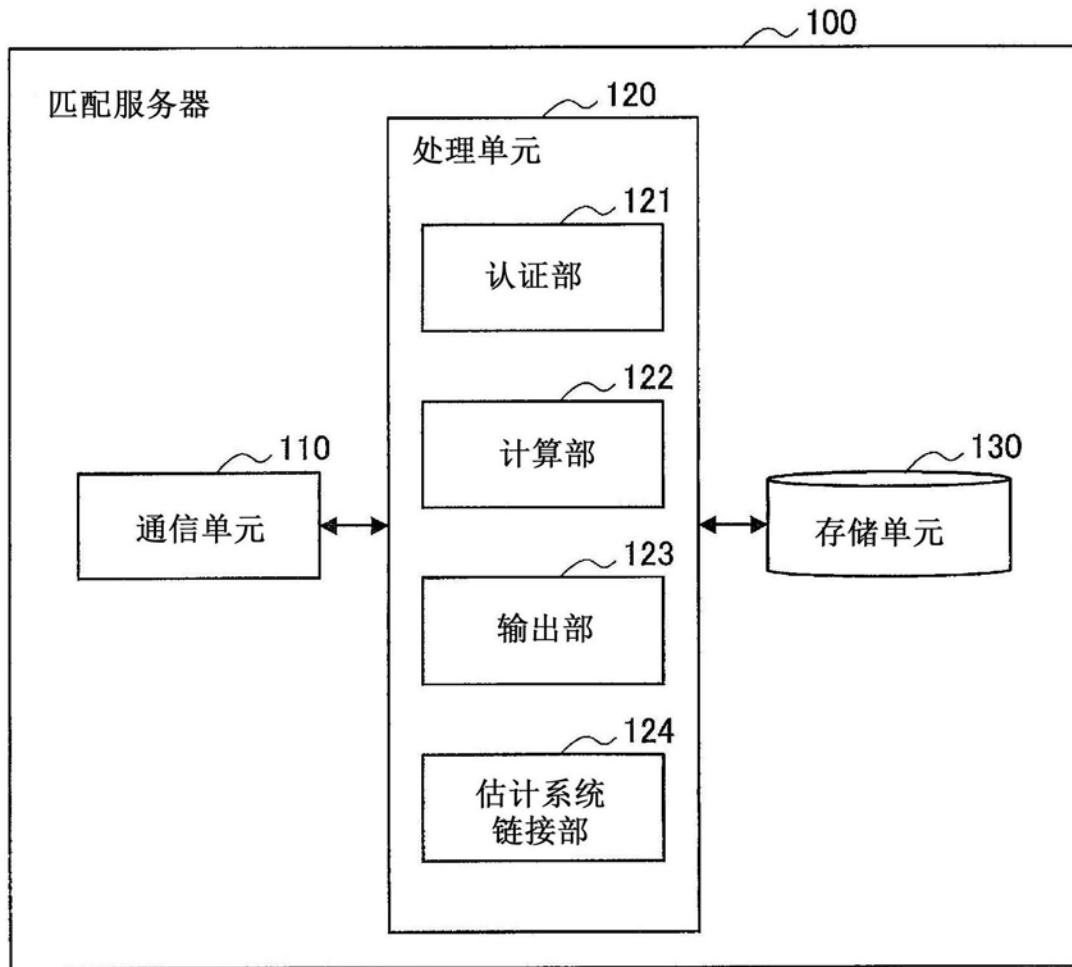 100
匹配服务器
120
处理单元
121
认证部
122
计算部
110
通信单元
130
存储单元
123
输出部
124
估计系统
链接部